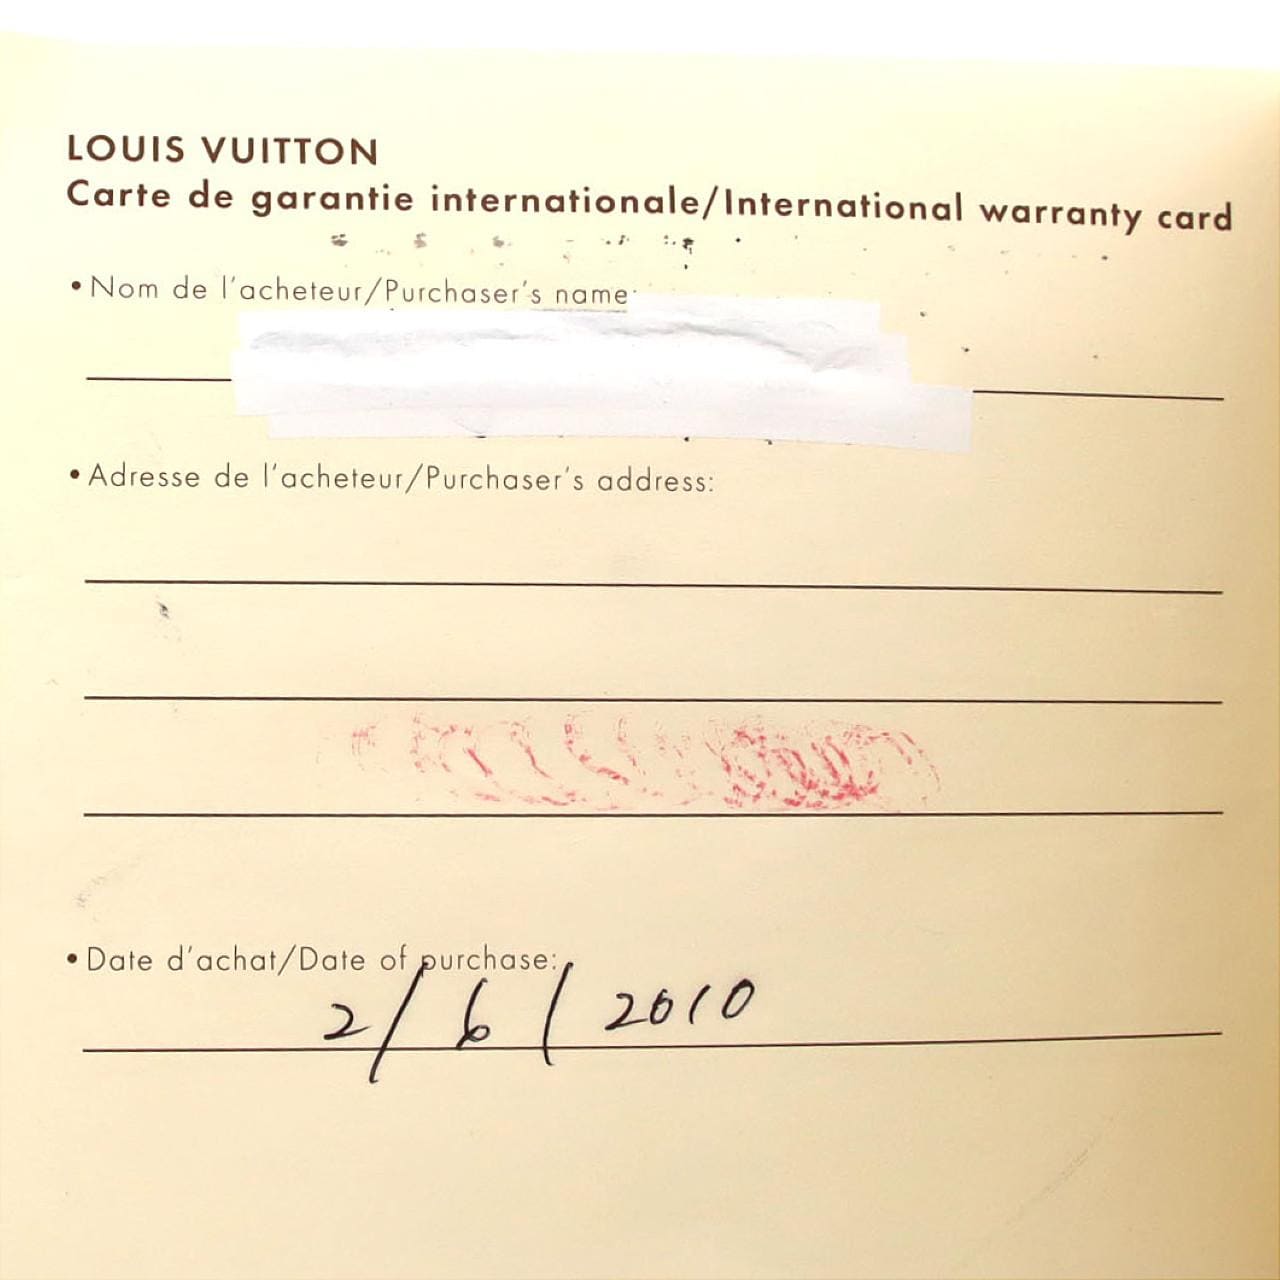 LOUIS VUITTON
Carte de garantie internationale/International warranty card
• Nom de l'acheteur/Purchaser's name:
• Adresse de l'acheteur/Purchaser's address:
• Date d'achat/Date of purchase:
2/6/2010